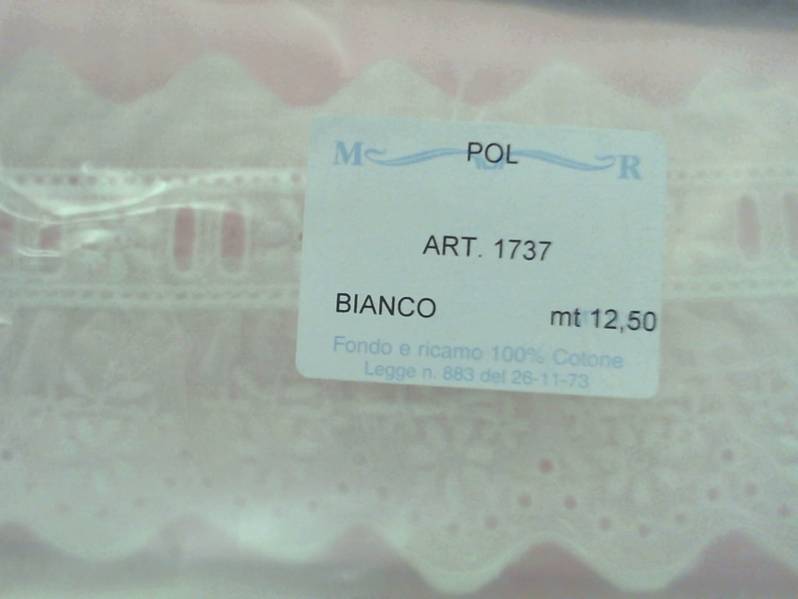 M POL R
ART. 1737
BIANCO mt 12,50
Fondo e ricamo 100% Cotone
Legge n. 883 del 26-11-73